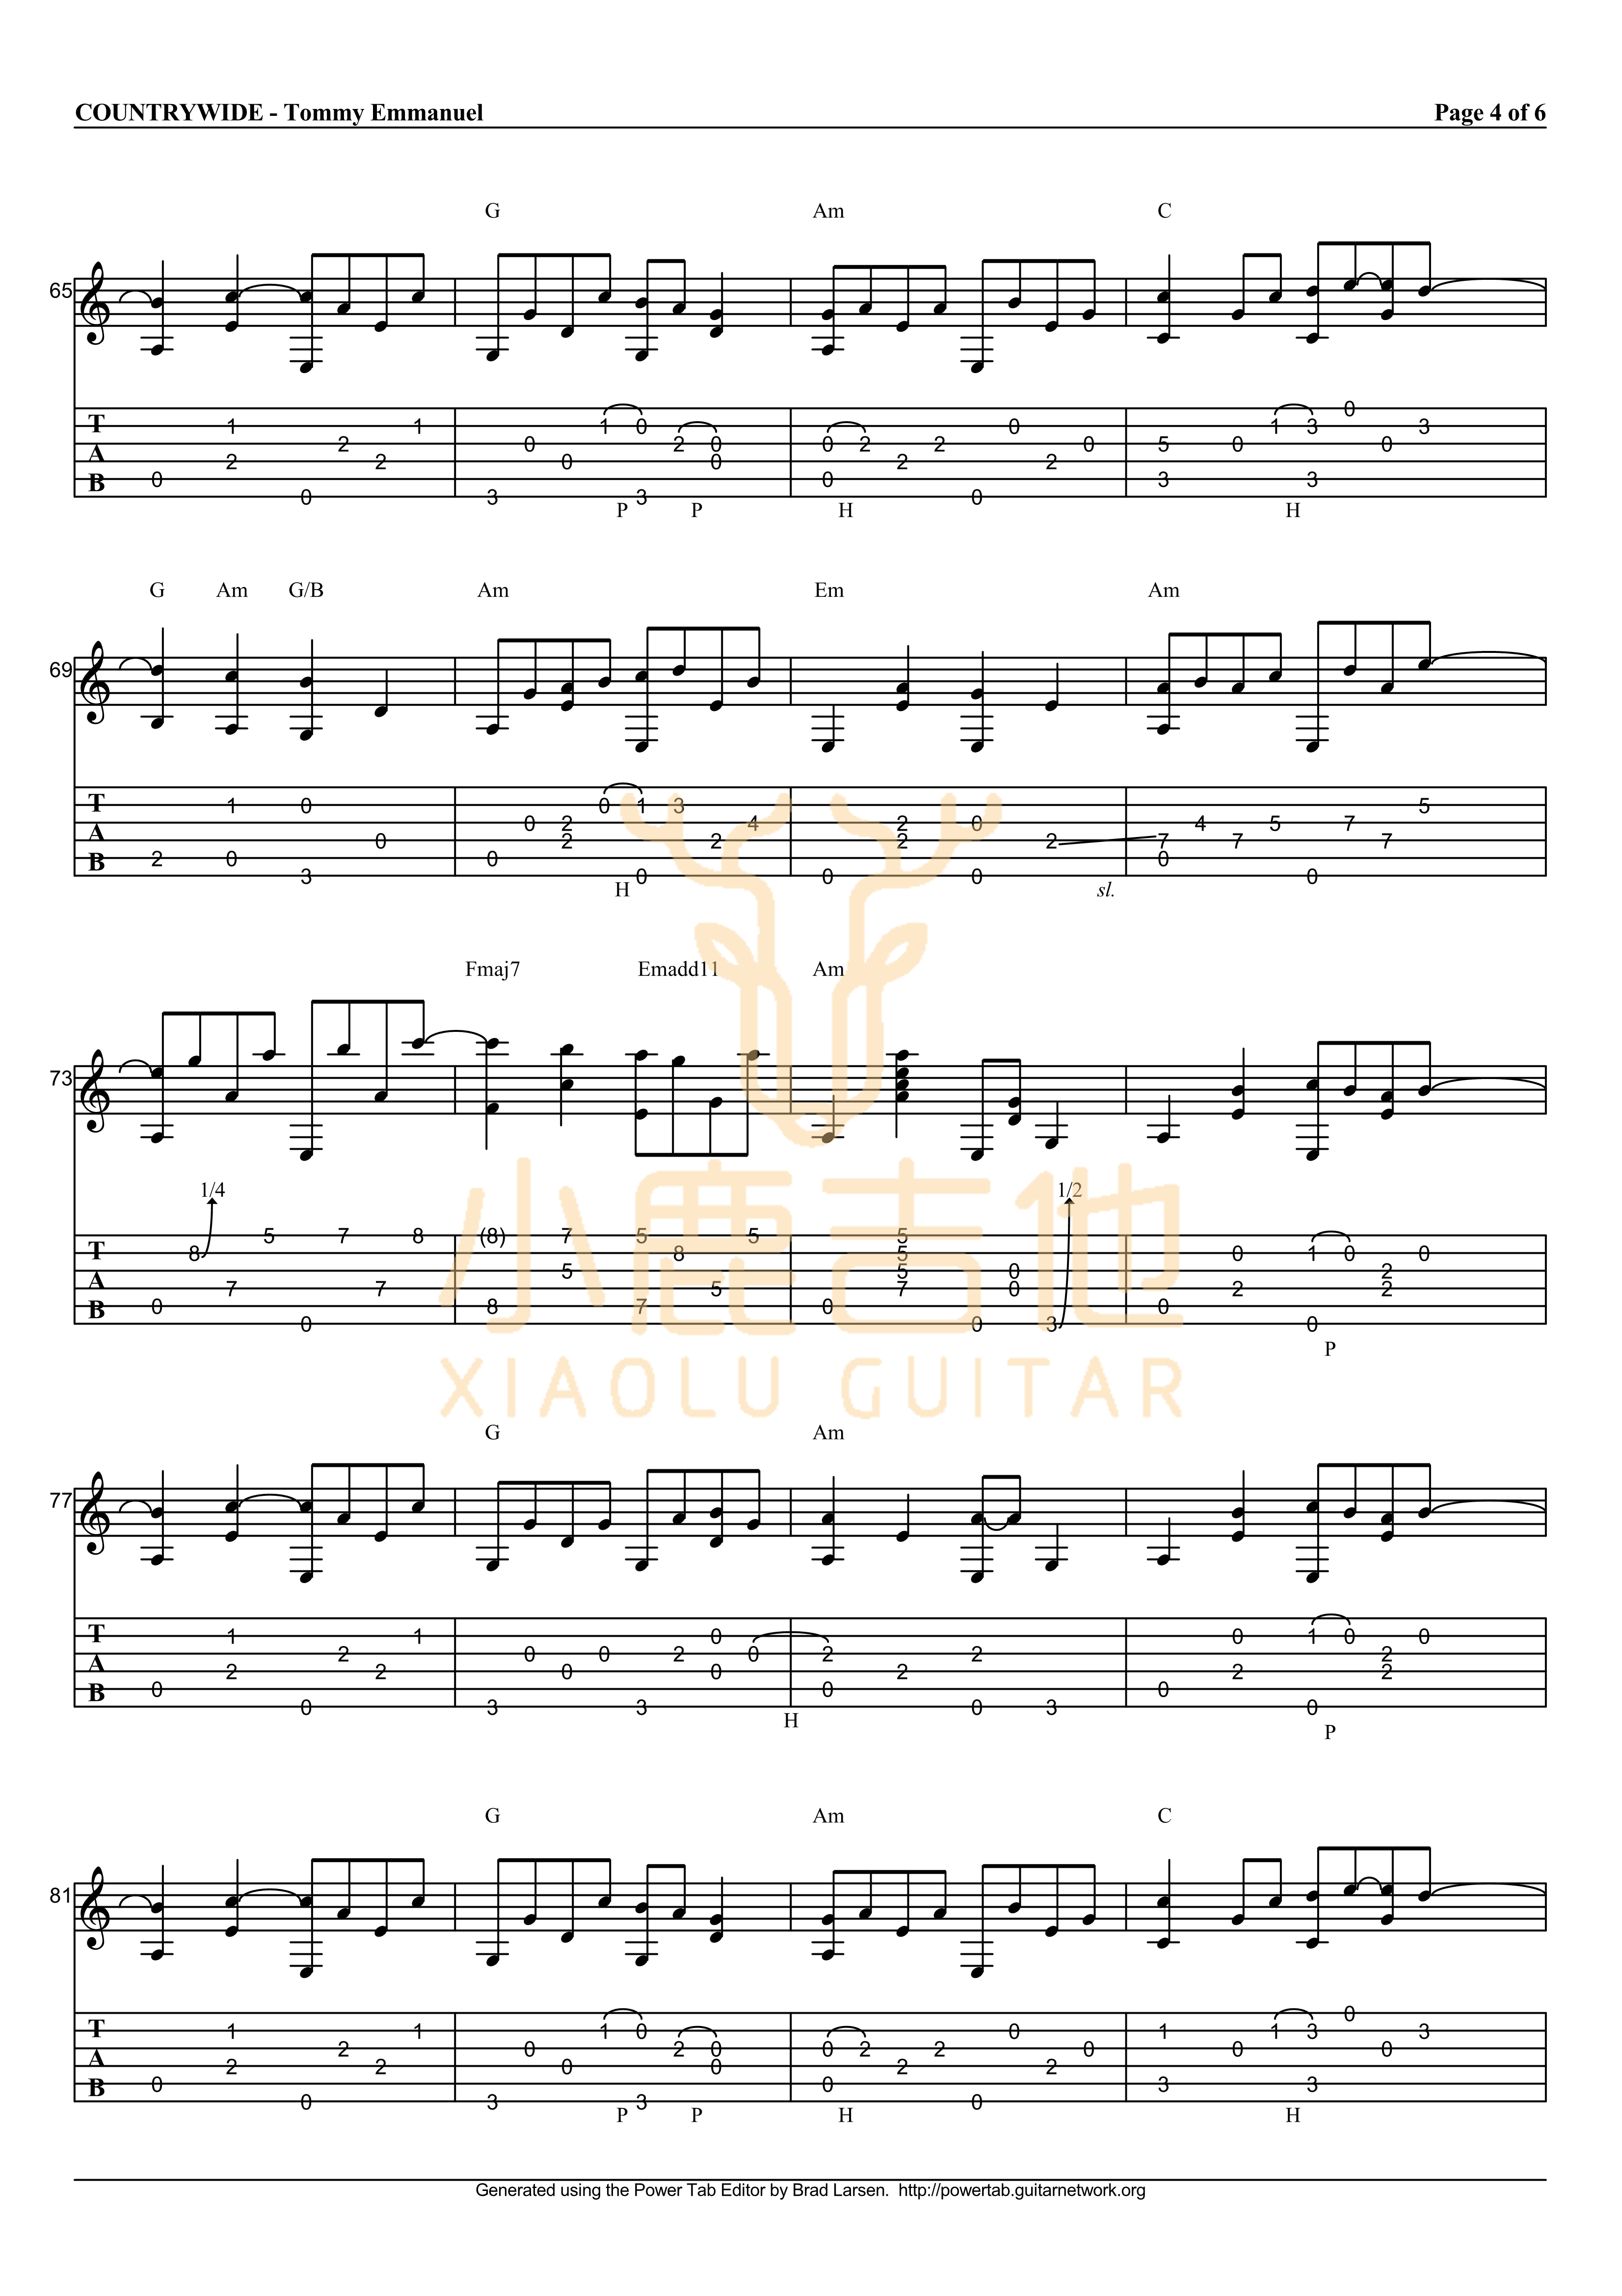 COUNTRYWIDE - Tommy Emmanuel Page 4 of 6
G Am C
65
T 1 1 2 1 0 2 0 0 2 2 0 5 0 1 3 0 3
A 2 2 0 0 0 2 2 0 0
B 0 0 3 3 0 0 3 3
P P H H
G Am G/B Am Em Am
69
T 1 0 0 1 3 5
A 0 0 2 2 2 4 2 2 0 2 7 4 7 5 7 7
B 2 0 3 0 0 0 0 0 0
H sl.
Fmaj7 Emadd11 Am
73
1/4 1/2
T 8 5 7 8 (8) 7 5 8 5 5 5 0 1 0 0
A 7 7 5 5 5 7 0 0 2 2 2
B 0 0 8 7 0 0 3 0 0
小鹿吉他
P
XIAOLU GUITAR
G Am
77
T 1 1 0 0 1 0 0
A 2 2 2 0 0 0 2 0 0 2 2 2 2 2 2
B 0 0 3 3 0 0 3 0 0
H P
G Am C
81
T 1 1 1 0 0 1 1 3 0 3
A 2 2 2 0 0 2 0 0 0 2 2 2 2 0 0 0
B 0 0 3 3 0 0 3 3
P P H H
Generated using the Power Tab Editor by Brad Larsen. http://powertab.guitarnetwork.org